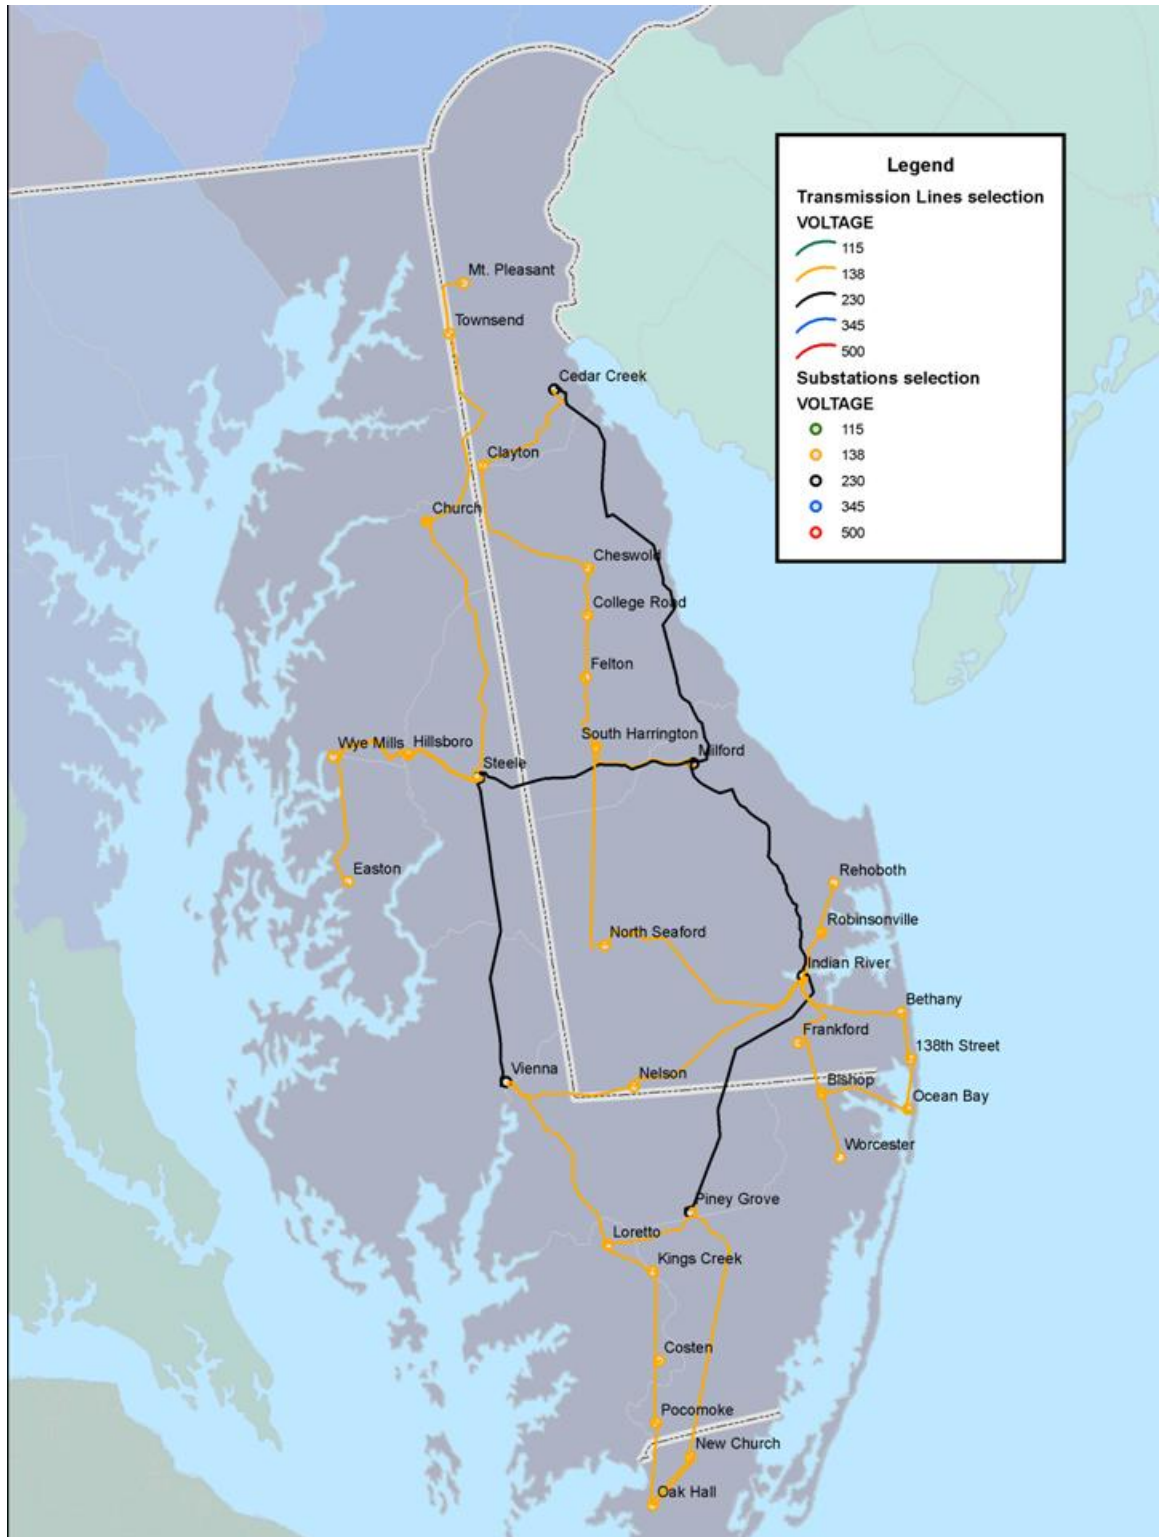 Legend
Transmission Lines selection
VOLTAGE
115
138
230
345
500
Substations selection
VOLTAGE
115
138
230
345
500
Mt. Pleasant
Townsend
Cedar Creek
Clayton
Church
Cheswold
College Road
Felton
South Harrington
Milford
Wye Mills
Hillsboro
Steele
Easton
Rehoboth
Robinsonville
North Seaford
Indian River
Bethany
Frankford
138th Street
Vienna
Nelson
Bishop
Ocean Bay
Worcester
Piney Grove
Loretto
Kings Creek
Costen
Pocomoke
New Church
Oak Hall